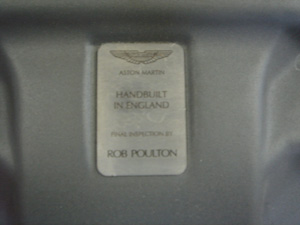 ASTON MARTIN
HANDBUILT
IN ENGLAND
FINAL INSPECTION BY
ROB POULTON